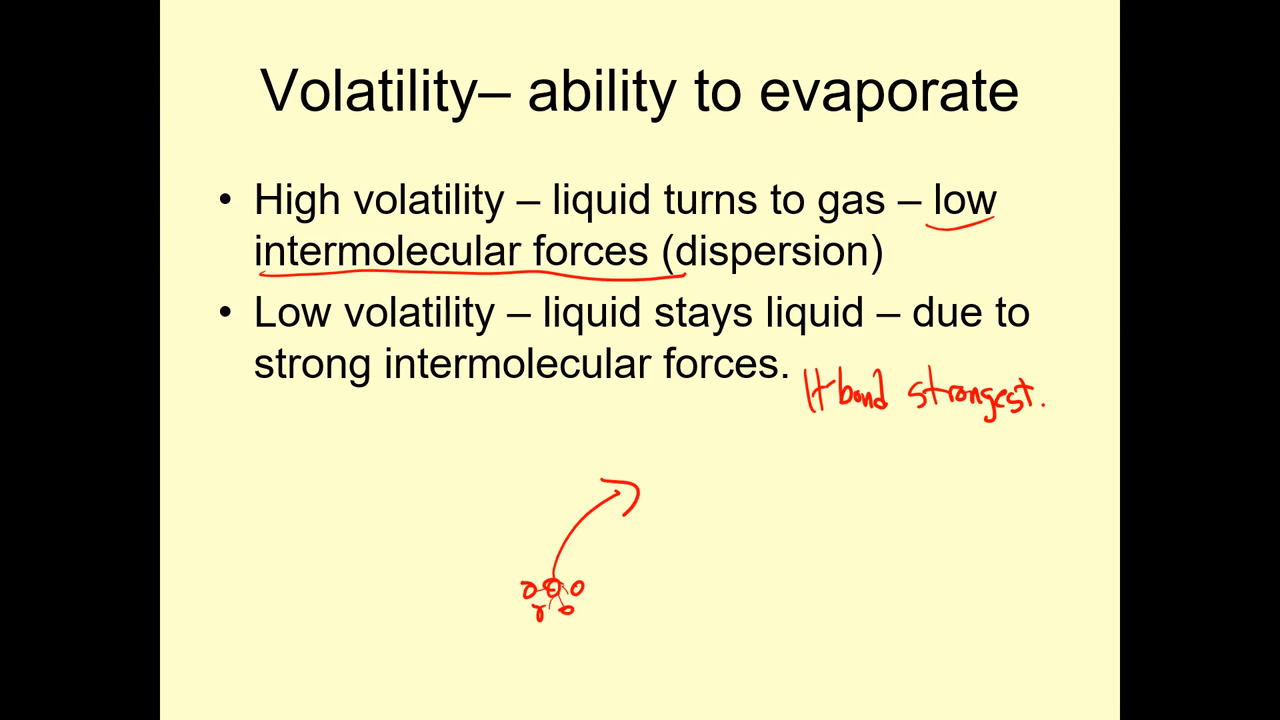 Volatility– ability to evaporate
• High volatility – liquid turns to gas – low
intermolecular forces (dispersion)
• Low volatility – liquid stays liquid – due to
strong intermolecular forces.
H-bond strongest.